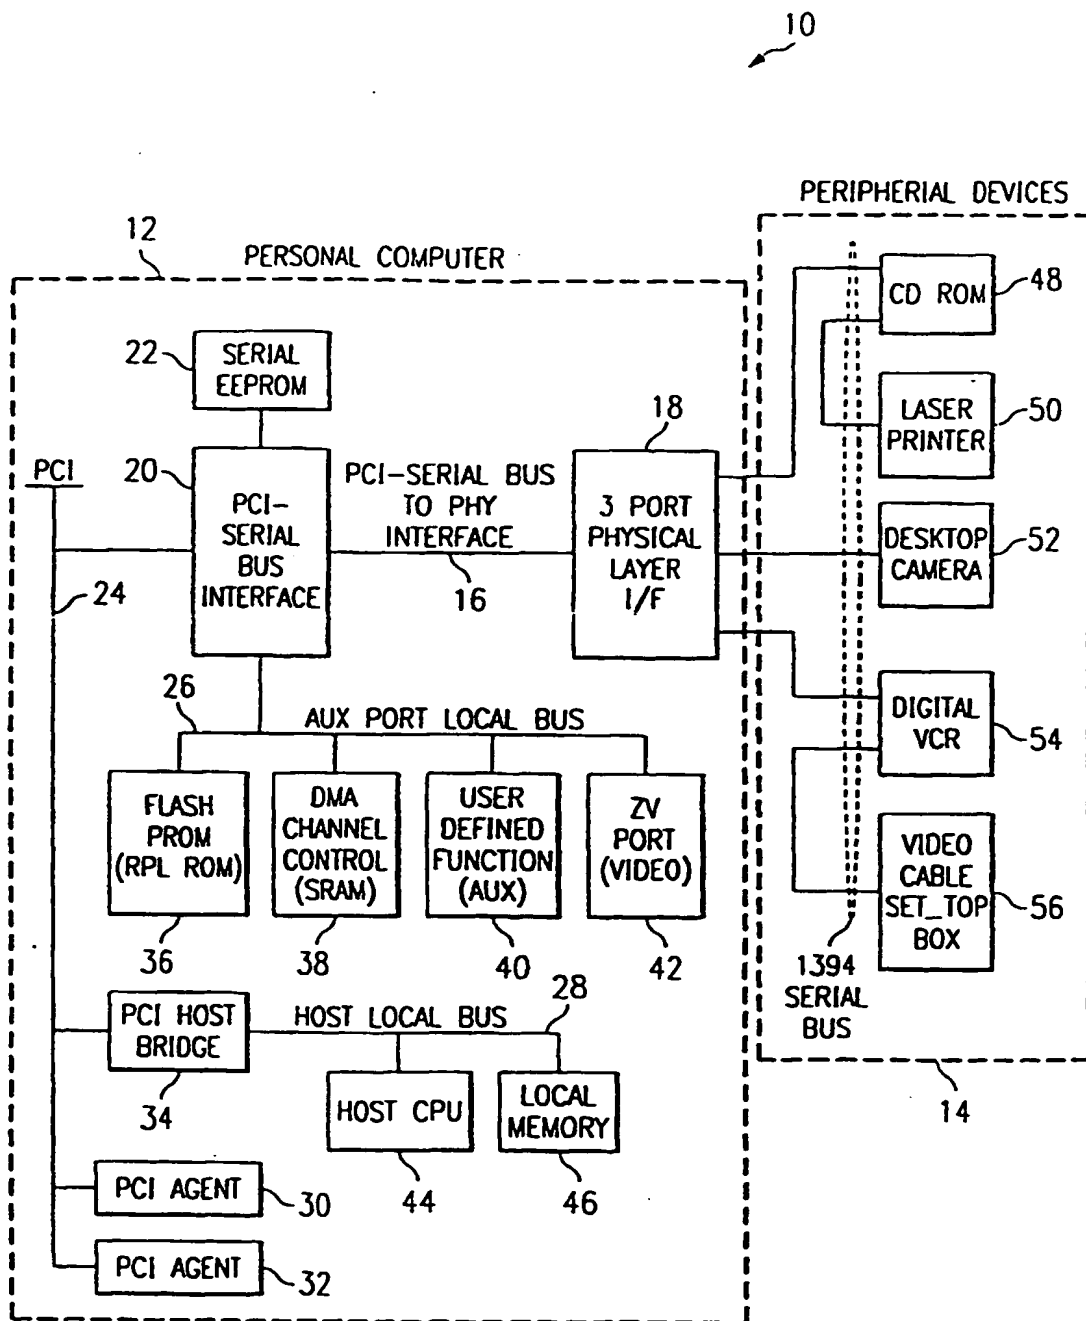 10
PERIPHERIAL DEVICES
12
PERSONAL COMPUTER
CD ROM
48
22
SERIAL
EEPROM
LASER
PRINTER
50
18
PCI
20
PCI-
SERIAL
BUS
INTERFACE
PCI-SERIAL BUS
TO PHY
INTERFACE
16
3 PORT
PHYSICAL
LAYER
I/F
DESKTOP
CAMERA
52
24
26
AUX PORT LOCAL BUS
DIGITAL
VCR
54
FLASH
PROM
(RPL ROM)
DMA
CHANNEL
CONTROL
(SRAM)
USER
DEFINED
FUNCTION
(AUX)
ZV
PORT
(VIDEO)
VIDEO
CABLE
SET_TOP
BOX
56
36
38
40
42
1394
SERIAL
BUS
28
PCI HOST
BRIDGE
HOST LOCAL BUS
34
HOST CPU
LOCAL
MEMORY
14
44
46
PCI AGENT
30
PCI AGENT
32